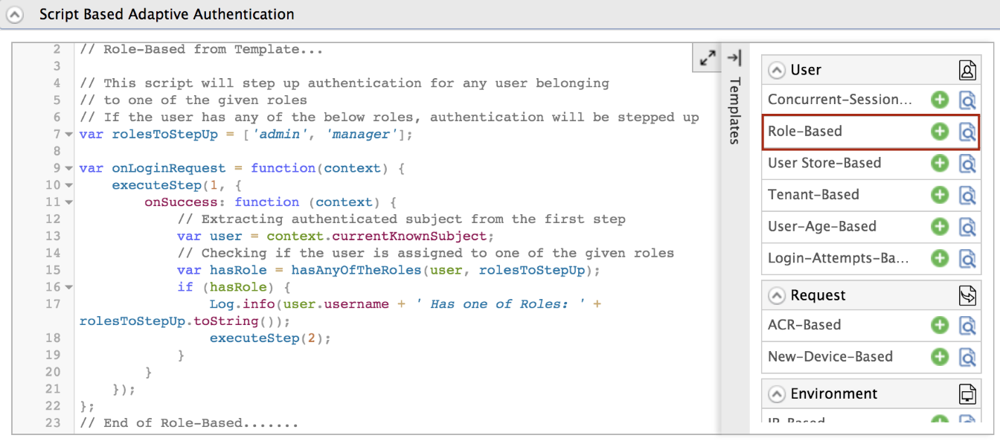 Script Based Adaptive Authentication
2 // Role-Based from Template...
3
4 // This script will step up authentication for any user belonging
5 // to one of the given roles
6 // If the user has any of the below roles, authentication will be stepped up
7 var rolesToStepUp = ['admin', 'manager'];
8
9 var onLoginRequest = function(context) {
10 executeStep(1, {
11 onSuccess: function (context) {
12 // Extracting authenticated subject from the first step
13 var user = context.currentKnownSubject;
14 // Checking if the user is assigned to one of the given roles
15 var hasRole = hasAnyOfTheRoles(user, rolesToStepUp);
16 if (hasRole) {
17 Log.info(user.username + ' Has one of Roles: ' +
rolesToStepUp.toString());
18 executeStep(2);
19 }
20 }
21 });
22 };
23 // End of Role-Based.......
Templates
User
Concurrent-Session...
Role-Based
User Store-Based
Tenant-Based
User-Age-Based
Login-Attempts-Ba...
Request
ACR-Based
New-Device-Based
Environment
IP-Based